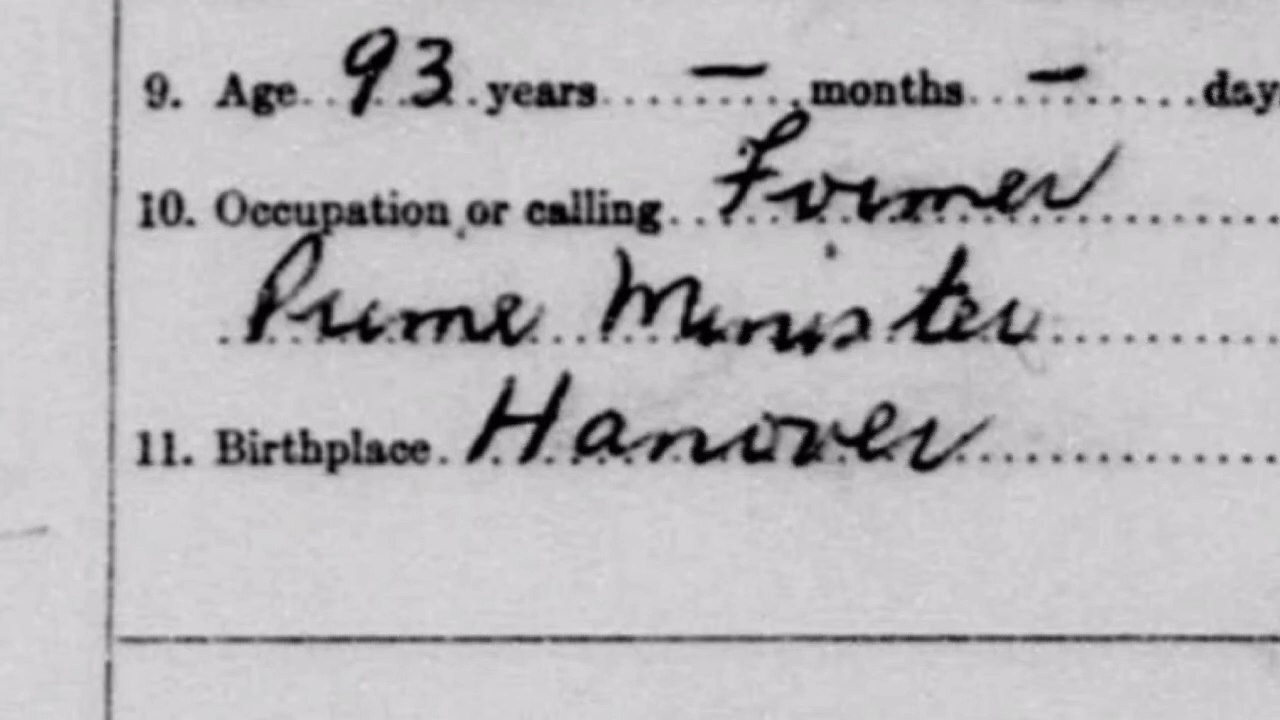 9. Age 93 years – months – day
10. Occupation or calling Former
Prime Minister
11. Birthplace Hanover